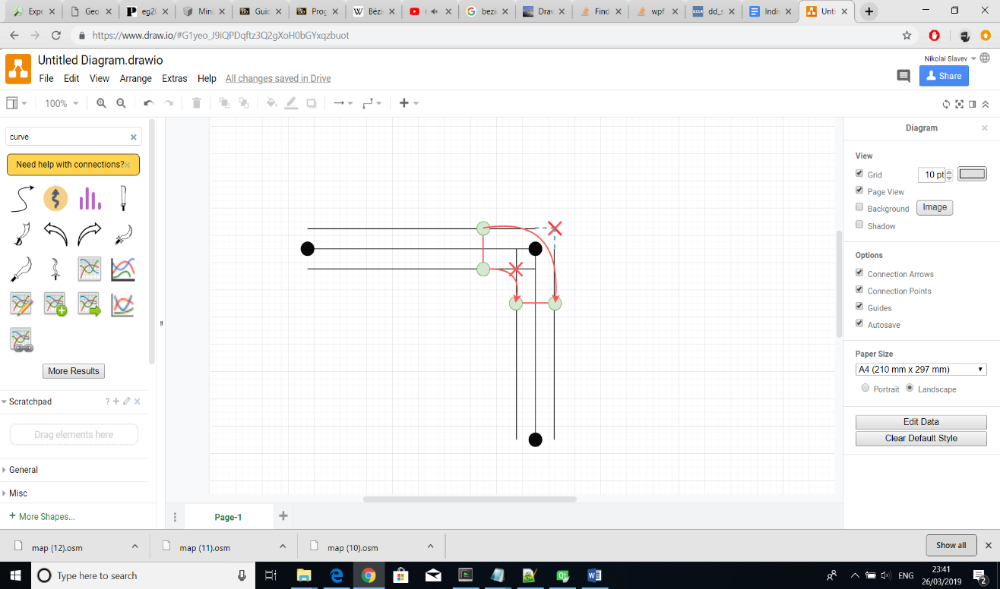 Expo
Geo.
eg2
Mini
Guid
Prog
Bézi
bezi
Drav
Find
wpf
dd_s
Indiv
Unti
https://www.draw.io/#G1yeo_J9iQPDqftz3Q2gXoH0bGYxqzbuot
Untitled Diagram.drawio
Nikolai Slavev
File Edit View Arrange Extras Help All changes saved in Drive
Share
100%
curve
Need help with connections?
More Results
Scratchpad
?
Drag elements here
General
Misc
+ More Shapes...
Page-1
Diagram
View
Grid 10 pt
Page View
Background Image
Shadow
Options
Connection Arrows
Connection Points
Guides
Autosave
Paper Size
A4 (210 mm x 297 mm)
Portrait Landscape
Edit Data
Clear Default Style
map (12).osm map (11).osm map (10).osm Show all
Type here to search
ENG
23:41
26/03/2019
2